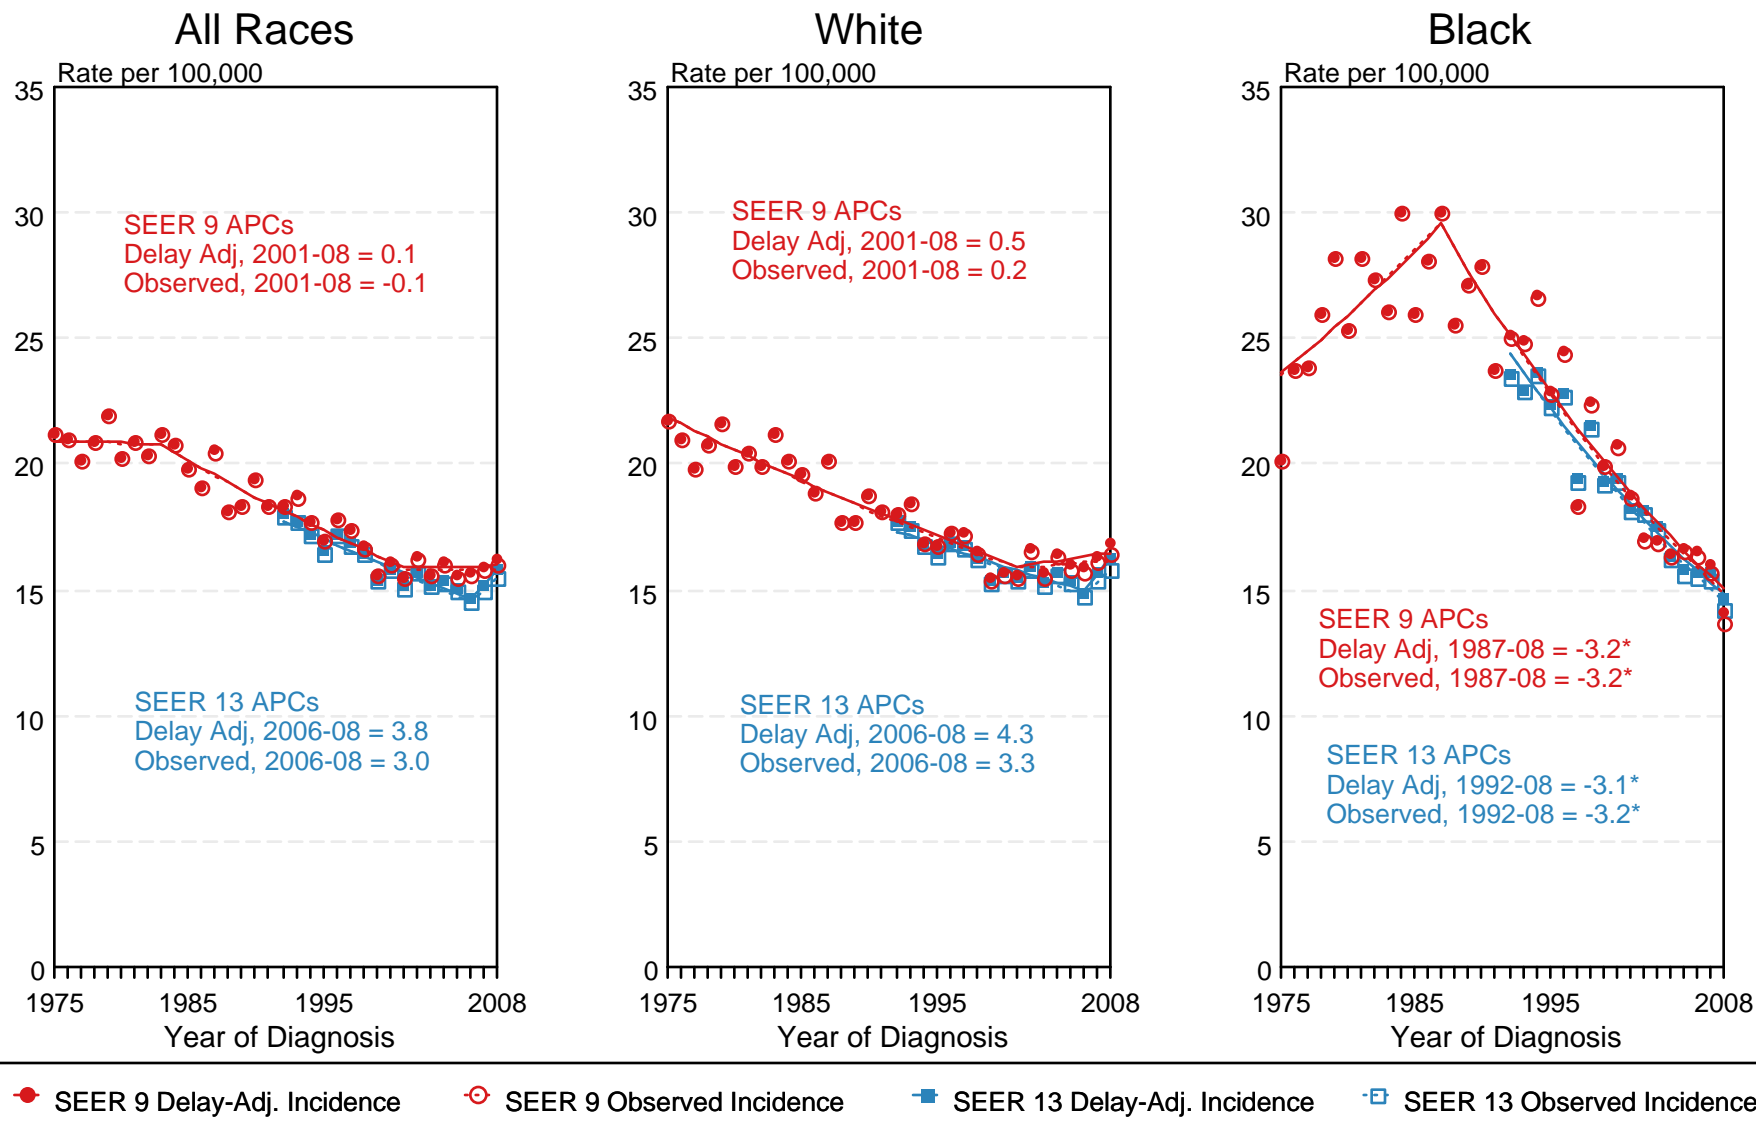 All Races
Rate per 100,000
35
30
25
20
15
10
5
0
SEER 9 APCs
Delay Adj, 2001-08 = 0.1
Observed, 2001-08 = -0.1
SEER 13 APCs
Delay Adj, 2006-08 = 3.8
Observed, 2006-08 = 3.0
1975 1985 1995 2008
Year of Diagnosis
White
Rate per 100,000
35
30
25
20
15
10
5
0
SEER 9 APCs
Delay Adj, 2001-08 = 0.5
Observed, 2001-08 = 0.2
SEER 13 APCs
Delay Adj, 2006-08 = 4.3
Observed, 2006-08 = 3.3
1975 1985 1995 2008
Year of Diagnosis
Black
Rate per 100,000
35
30
25
20
15
10
5
0
SEER 9 APCs
Delay Adj, 1987-08 = -3.2*
Observed, 1987-08 = -3.2*
SEER 13 APCs
Delay Adj, 1992-08 = -3.1*
Observed, 1992-08 = -3.2*
1975 1985 1995 2008
Year of Diagnosis
SEER 9 Delay-Adj. Incidence SEER 9 Observed Incidence SEER 13 Delay-Adj. Incidence SEER 13 Observed Incidence